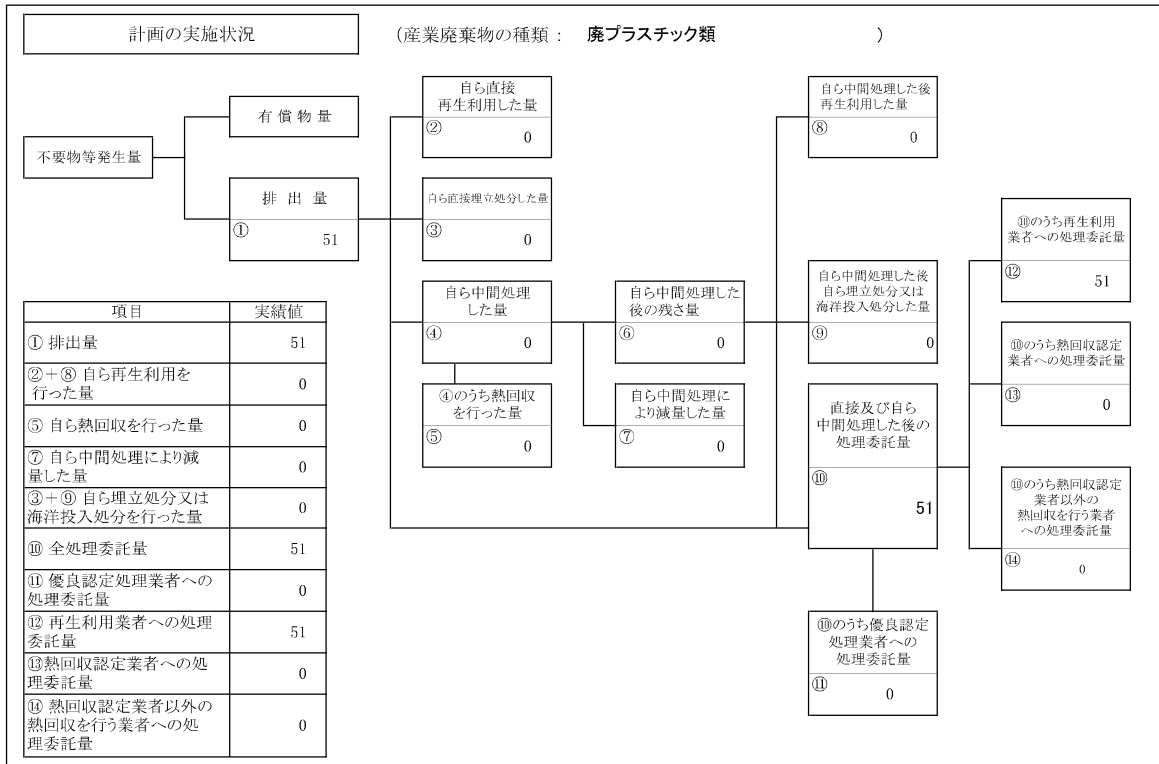 計画の実施状況
(産業廃棄物の種類： 廃プラスチック類 )
不要物等発生量
有償物量
排出量
①
51
自ら直接
再生利用した量
②
0
自ら直接埋立処分した量
③
0
自ら中間処理
した量
④
0
④のうち熱回収
を行った量
⑤
0
自ら中間処理した
後の残さ量
⑥
0
自ら中間処理に
より減量した量
⑦
0
自ら中間処理した後
再生利用した量
⑧
0
自ら中間処理した後
自ら埋立処分又は
海洋投入処分した量
⑨
0
直接及び自ら
中間処理した後の
処理委託量
⑩
51
⑩のうち優良認定
処理業者への
処理委託量
⑪
0
⑩のうち再生利用
業者への処理委託量
⑫
51
⑩のうち熱回収認定
業者への処理委託量
⑬
0
⑩のうち熱回収認定
業者以外の
熱回収を行う業者
への処理委託量
⑭
0
項目 実績値
① 排出量 51
②＋⑧ 自ら再生利用を
行った量 0
⑤ 自ら熱回収を行った量 0
⑦ 自ら中間処理により減
量した量 0
③＋⑨ 自ら埋立処分又は
海洋投入処分を行った量 0
⑩ 全処理委託量 51
⑪ 優良認定処理業者への
処理委託量 0
⑫ 再生利用業者への処理
委託量 51
⑬熱回収認定業者への処
理委託量 0
⑭ 熱回収認定業者以外の
熱回収を行う業者への処
理委託量 0